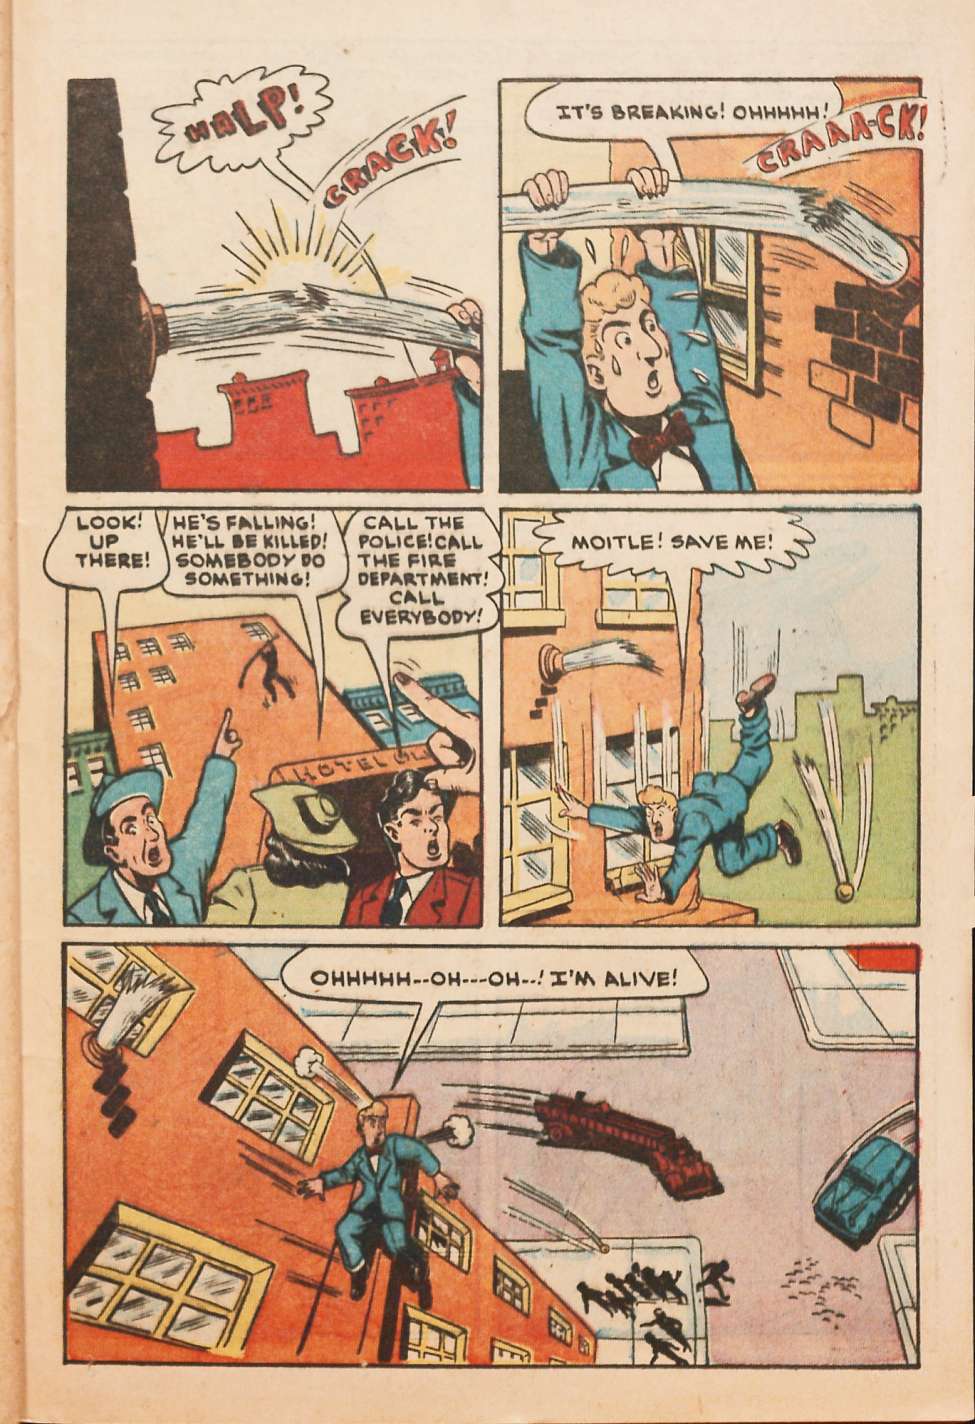 HALP!
CRACK!
IT'S BREAKING! OHHHHH!
CRAAA-CK!
LOOK!
UP
THERE!
HE'S FALLING!
HE'LL BE KILLED!
SOMEBODY DO
SOMETHING!
CALL THE
POLICE! CALL
THE FIRE
DEPARTMENT!
CALL
EVERYBODY!
HOTEL
MOITLE! SAVE ME!
OHHHHH--OH---OH--! I'M ALIVE!